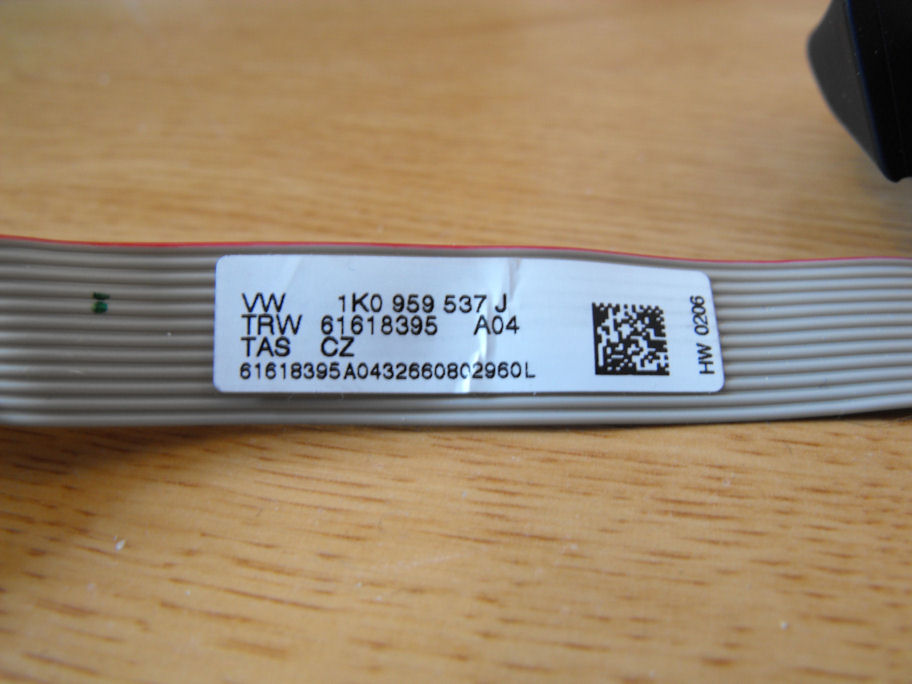 VW 1K0 959 537 J
TRW 61618395 A04
TAS CZ
61618395A0432660802960L
HW 0206